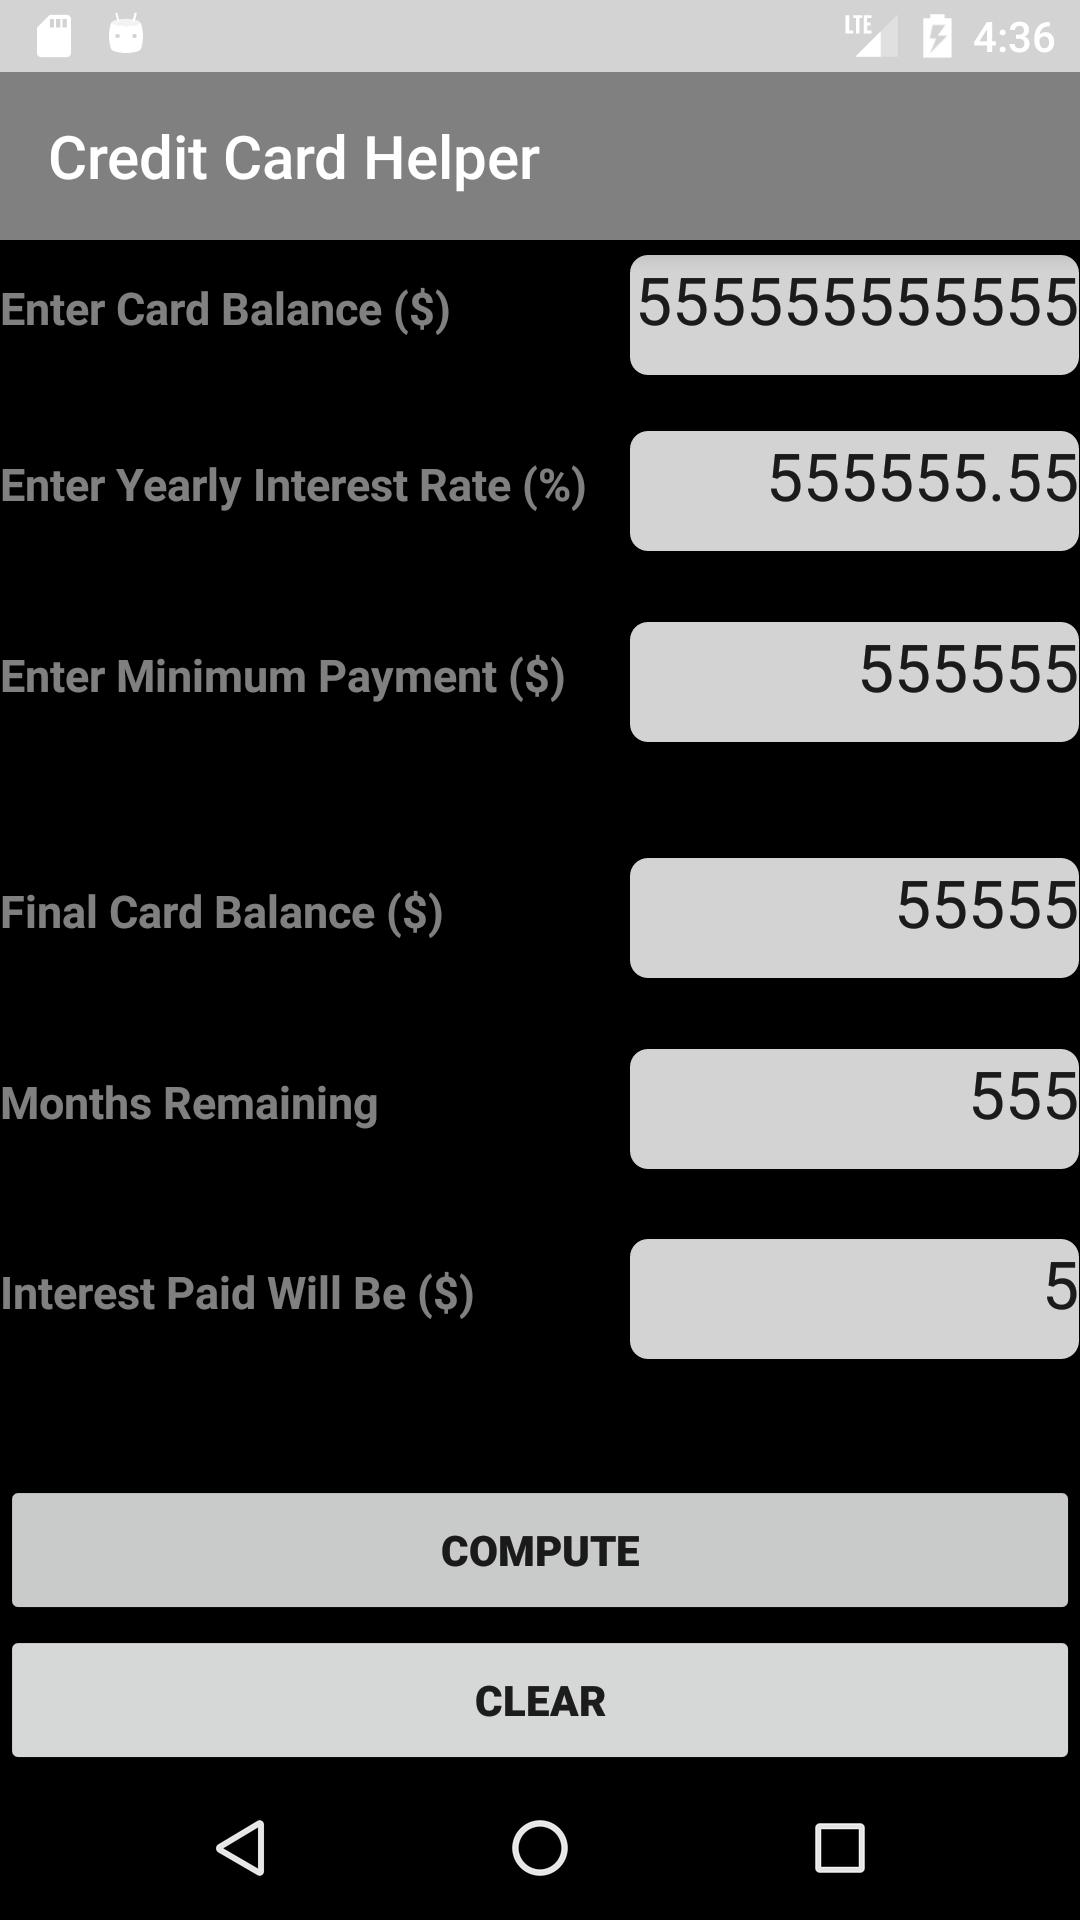 LTE 4:36
Credit Card Helper
Enter Card Balance ($) 555555555555
Enter Yearly Interest Rate (%) 555555.55
Enter Minimum Payment ($) 555555
Final Card Balance ($) 55555
Months Remaining 555
Interest Paid Will Be ($) 5
COMPUTE
CLEAR